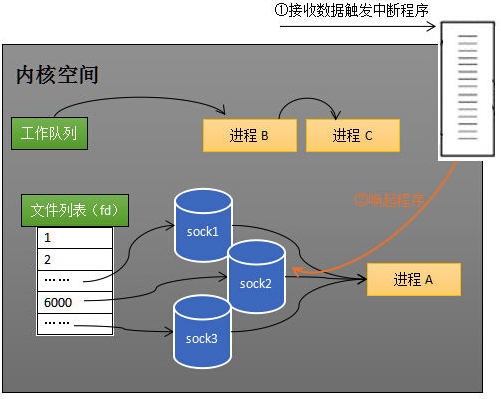 ①接收数据触发中断程序
内核空间
工作队列
进程 B
进程 C
②唤起程序
文件列表（fd）
1
2
……
6000
……
sock1
sock2
sock3
进程 A